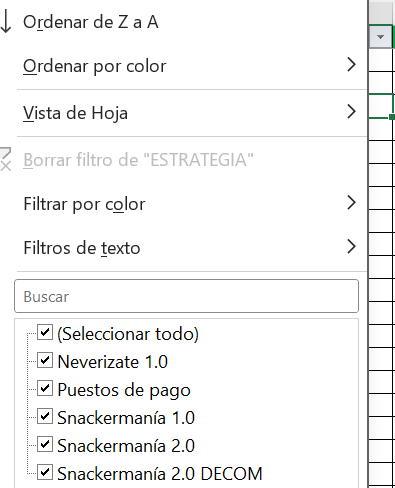 Ordenar de Z a A
Ordenar por color
Vista de Hoja
Borrar filtro de "ESTRATEGIA"
Filtrar por color
Filtros de texto
Buscar
(Seleccionar todo)
Neverizate 1.0
Puestos de pago
Snackermanía 1.0
Snackermanía 2.0
Snackermanía 2.0 DECOM